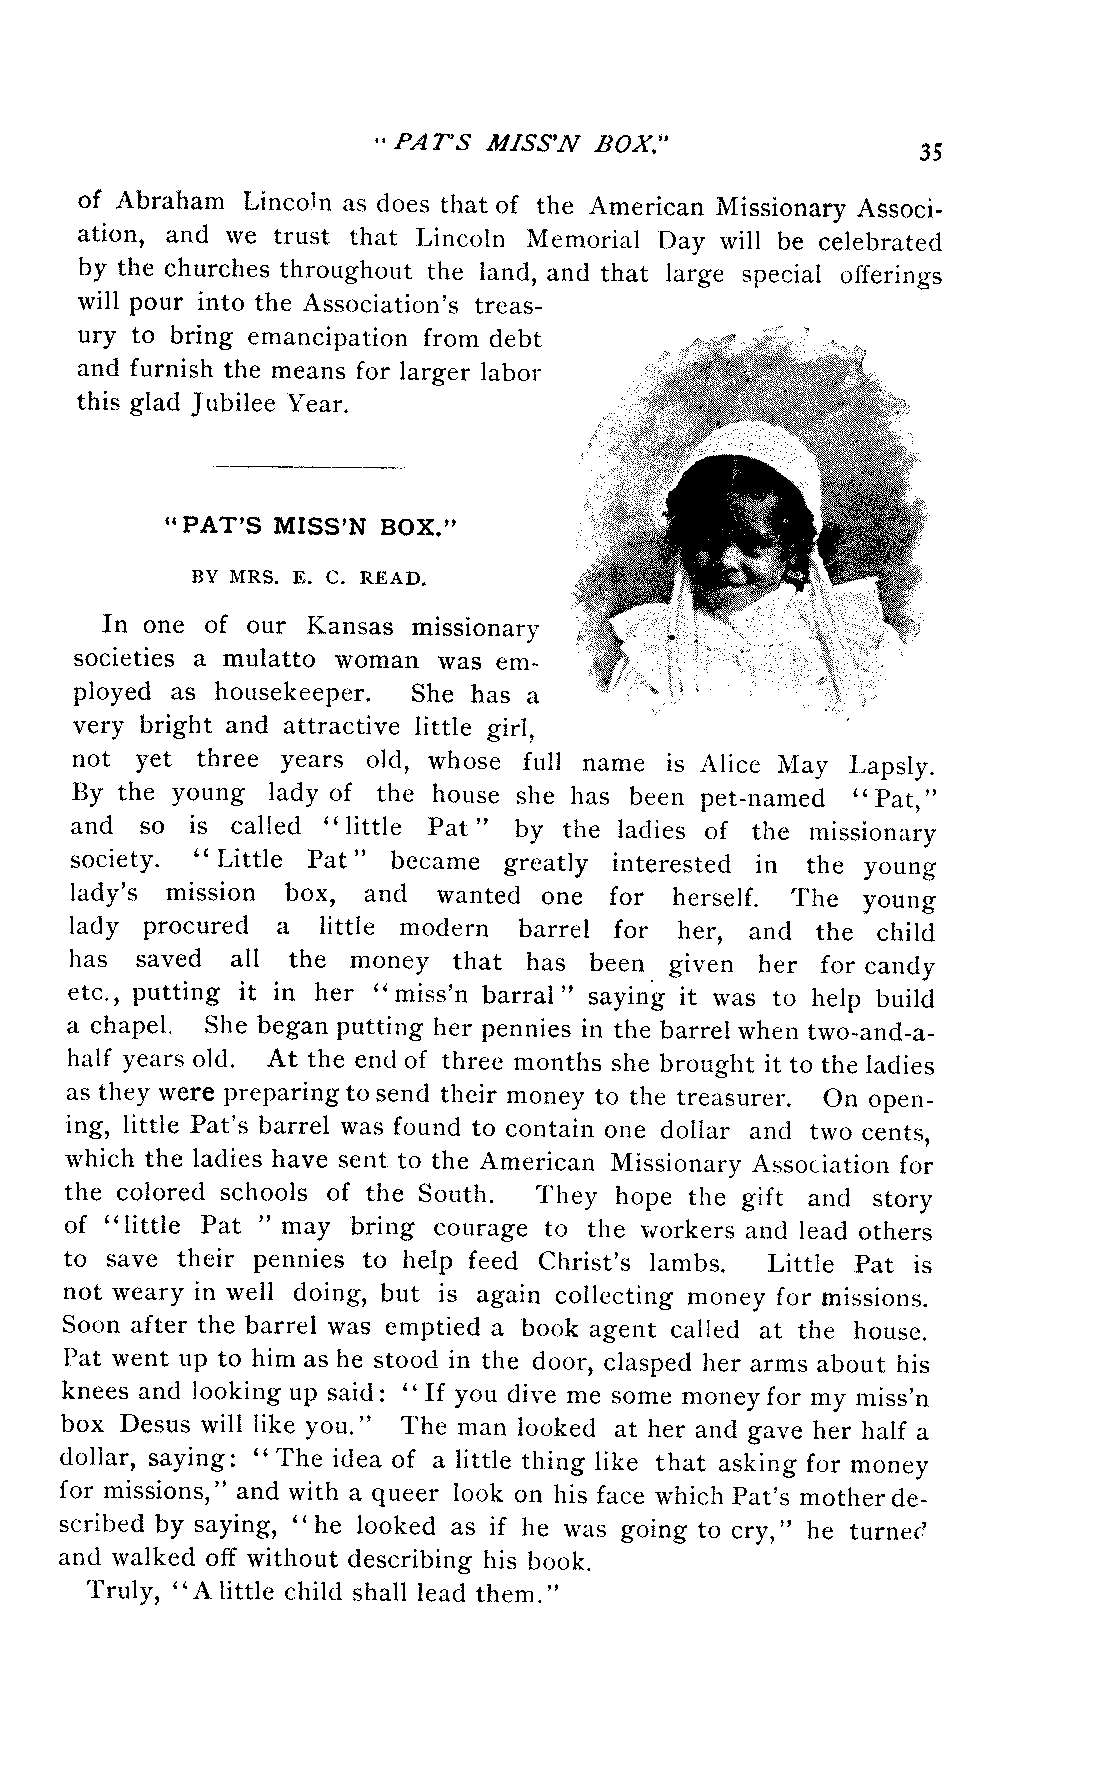 "PAT'S MISS'N BOX."
35
of Abraham Lincoln as does that of the American Missionary Associ-
ation, and we trust that Lincoln Memorial Day will be celebrated
by the churches throughout the land, and that large special offerings
will pour into the Association's treas-
ury to bring emancipation from debt
and furnish the means for larger labor
this glad Jubilee Year.
"PAT'S MISS'N BOX."
BY MRS. E. C. READ.
In one of our Kansas missionary
societies a mulatto woman was em-
ployed as housekeeper. She has a
very bright and attractive little girl,
not yet three years old, whose full name is Alice May Lapsly.
By the young lady of the house she has been pet-named "Pat,"
and so is called "little Pat" by the ladies of the missionary
society. "Little Pat" became greatly interested in the young
lady's mission box, and wanted one for herself. The young
lady procured a little modern barrel for her, and the child
has saved all the money that has been given her for candy
etc., putting it in her "miss'n barral" saying it was to help build
a chapel. She began putting her pennies in the barrel when two-and-a-
half years old. At the end of three months she brought it to the ladies
as they were preparing to send their money to the treasurer. On open-
ing, little Pat's barrel was found to contain one dollar and two cents,
which the ladies have sent to the American Missionary Association for
the colored schools of the South. They hope the gift and story
of "little Pat " may bring courage to the workers and lead others
to save their pennies to help feed Christ's lambs. Little Pat is
not weary in well doing, but is again collecting money for missions.
Soon after the barrel was emptied a book agent called at the house.
Pat went up to him as he stood in the door, clasped her arms about his
knees and looking up said: "If you dive me some money for my miss'n
box Desus will like you." The man looked at her and gave her half a
dollar, saying: "The idea of a little thing like that asking for money
for missions," and with a queer look on his face which Pat's mother de-
scribed by saying, "he looked as if he was going to cry," he turned
and walked off without describing his book.
Truly, "A little child shall lead them."